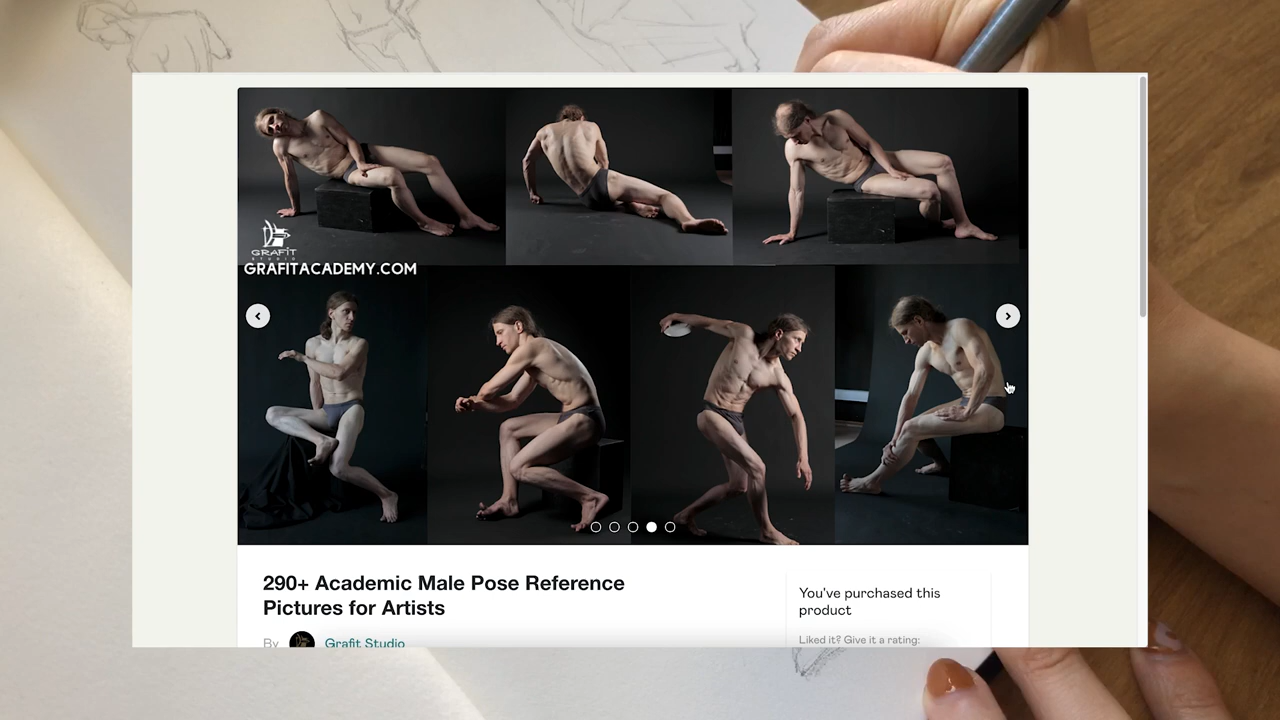 GRAFIT
STUDIO
GRAFITACADEMY.COM
290+ Academic Male Pose Reference
Pictures for Artists
By Grafit Studio
You've purchased this
product
Liked it? Give it a rating: